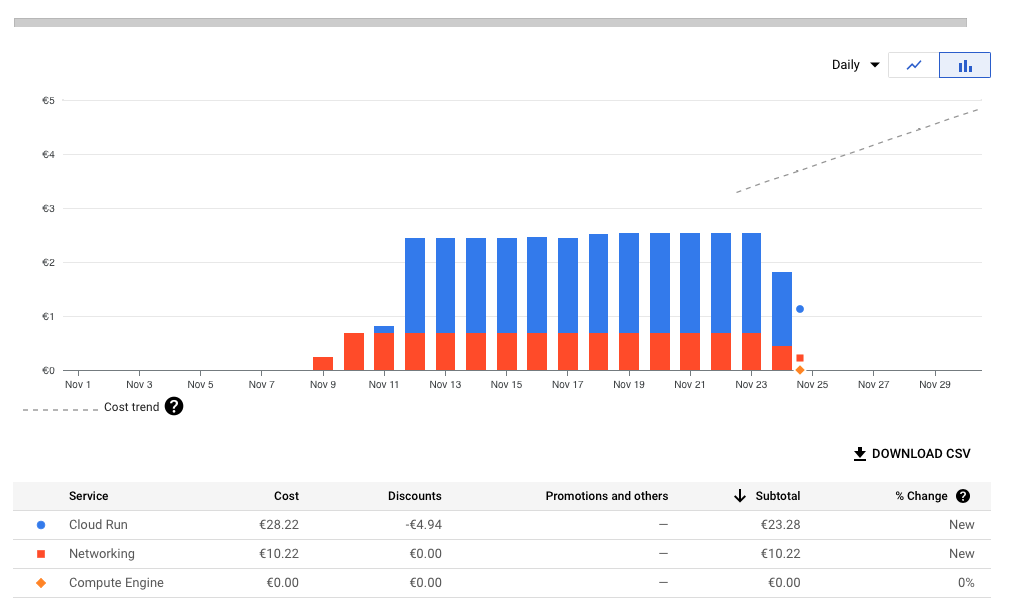 Daily
€5
€4
€3
€2
€1
€0
Nov 1 Nov 3 Nov 5 Nov 7 Nov 9 Nov 11 Nov 13 Nov 15 Nov 17 Nov 19 Nov 21 Nov 23 Nov 25 Nov 27 Nov 29
Cost trend ?
DOWNLOAD CSV
Service Cost Discounts Promotions and others Subtotal % Change ?
Cloud Run €28.22 -€4.94 — €23.28 New
Networking €10.22 €0.00 — €10.22 New
Compute Engine €0.00 €0.00 — €0.00 0%